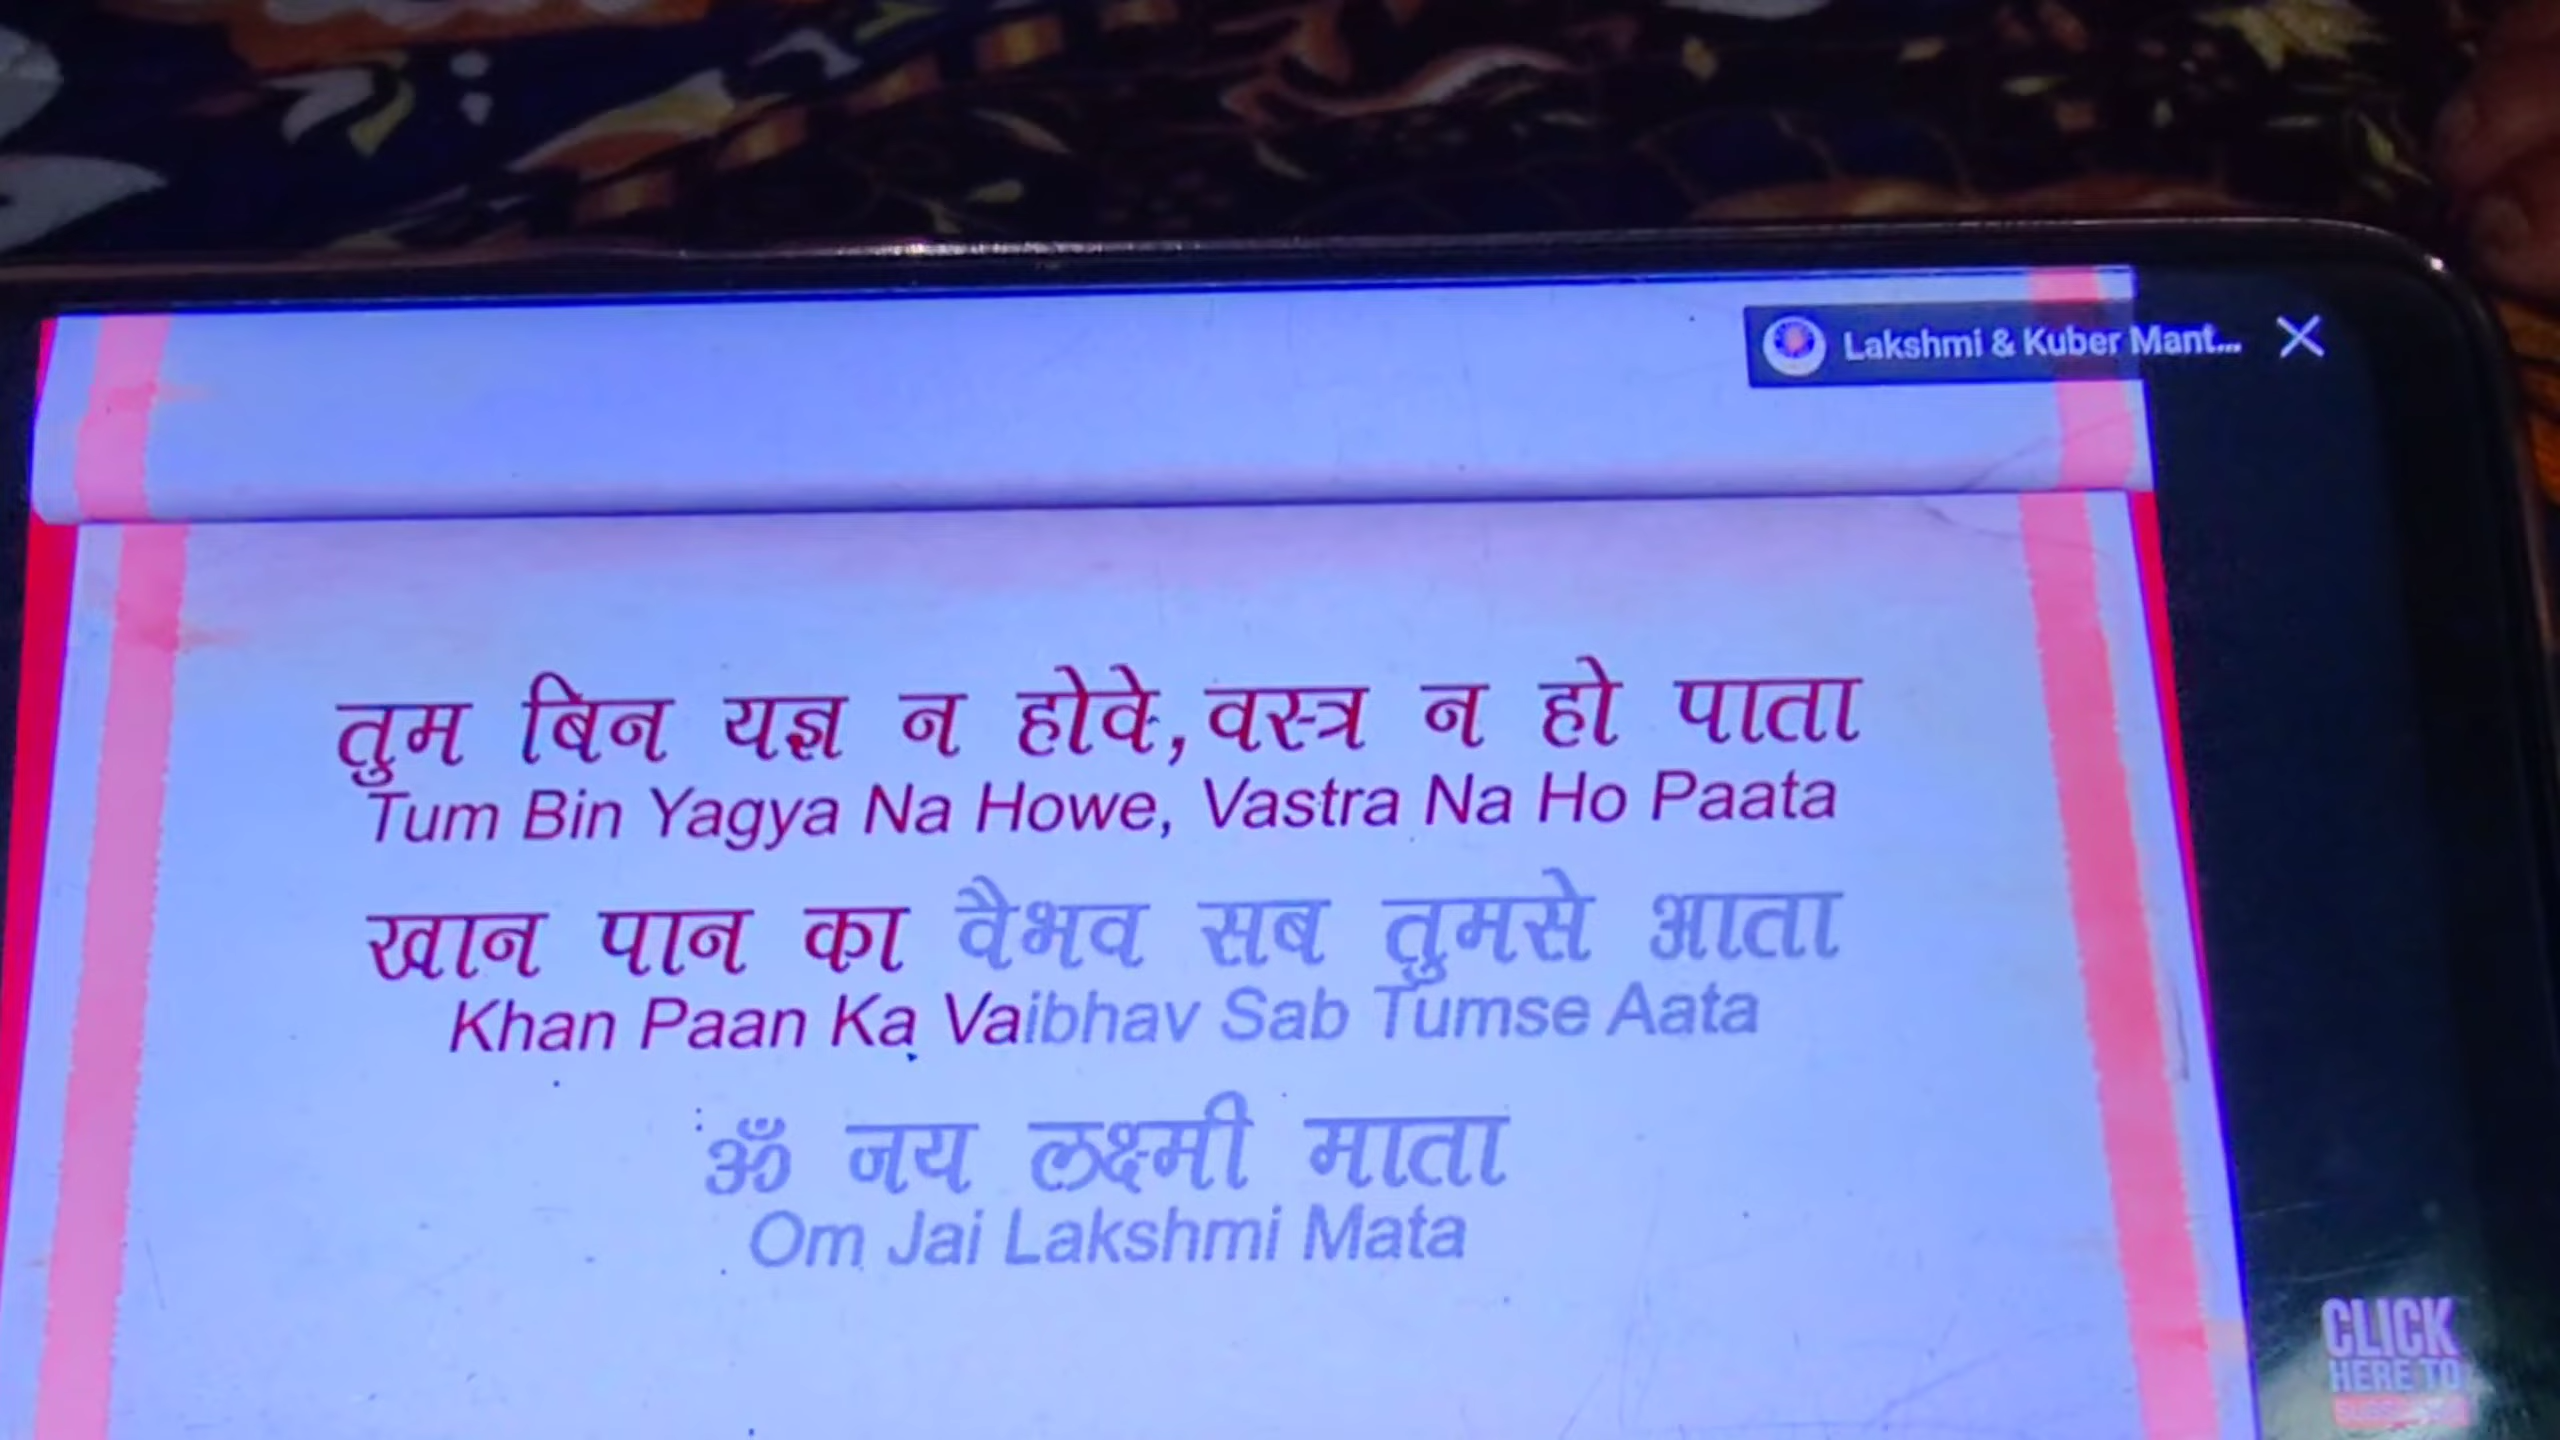 Lakshmi & Kuber Mant...
तुम बिन यज्ञ न होवे, वस्त्र न हो पाता
Tum Bin Yagya Na Howe, Vastra Na Ho Paata
खान पान का वैभव सब तुमसे आता
Khan Paan Ka Vaibhav Sab Tumse Aata
ॐ जय लक्ष्मी माता
Om Jai Lakshmi Mata
CLICK
HERE TO